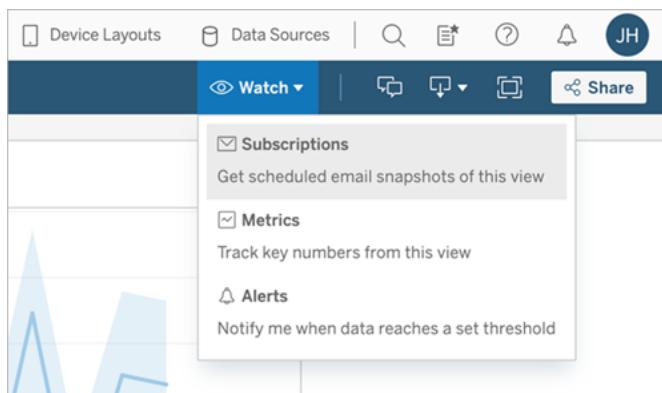 Device Layouts Data Sources JH
Watch Share
Subscriptions
Get scheduled email snapshots of this view
Metrics
Track key numbers from this view
Alerts
Notify me when data reaches a set threshold